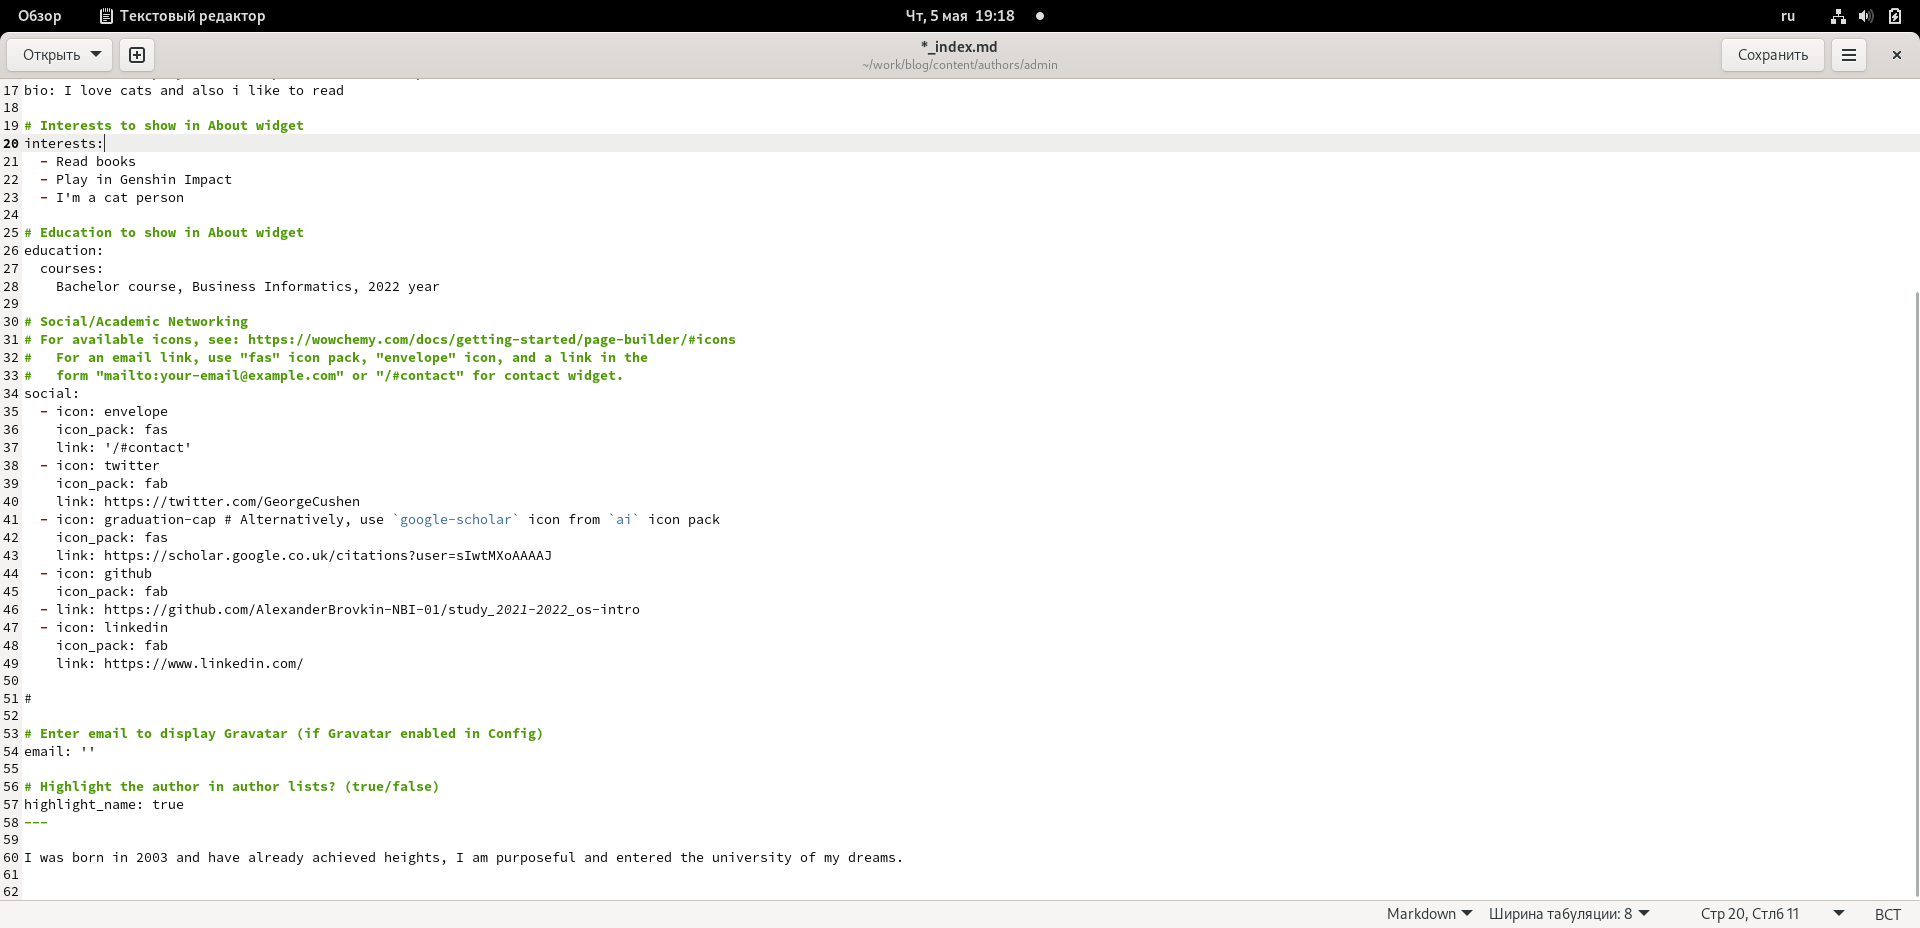 Обзор Текстовый редактор Чт, 5 мая 19:18 ru
Открыть *_index.md Сохранить
~/work/blog/content/authors/admin
17 bio: I love cats and also i like to read
18
19 # Interests to show in About widget
20 interests:
21   - Read books
22   - Play in Genshin Impact
23   - I'm a cat person
24
25 # Education to show in About widget
26 education:
27   courses:
28     Bachelor course, Business Informatics, 2022 year
29
30 # Social/Academic Networking
31 # For available icons, see: https://wowchemy.com/docs/getting-started/page-builder/#icons
32 #   For an email link, use "fas" icon pack, "envelope" icon, and a link in the
33 #   form "mailto:your-email@example.com" or "/#contact" for contact widget.
34 social:
35   - icon: envelope
36     icon_pack: fas
37     link: '/#contact'
38   - icon: twitter
39     icon_pack: fab
40     link: https://twitter.com/GeorgeCushen
41   - icon: graduation-cap # Alternatively, use `google-scholar` icon from `ai` icon pack
42     icon_pack: fas
43     link: https://scholar.google.co.uk/citations?user=sIwtMXoAAAAJ
44   - icon: github
45     icon_pack: fab
46   - link: https://github.com/AlexanderBrovkin-NBI-01/study_2021-2022_os-intro
47   - icon: linkedin
48     icon_pack: fab
49     link: https://www.linkedin.com/
50
51 #
52
53 # Enter email to display Gravatar (if Gravatar enabled in Config)
54 email: ''
55
56 # Highlight the author in author lists? (true/false)
57 highlight_name: true
58 ---
59
60 I was born in 2003 and have already achieved heights, I am purposeful and entered the university of my dreams.
61
62
Markdown Ширина табуляции: 8 Стр 20, Стлб 11 ВСТ